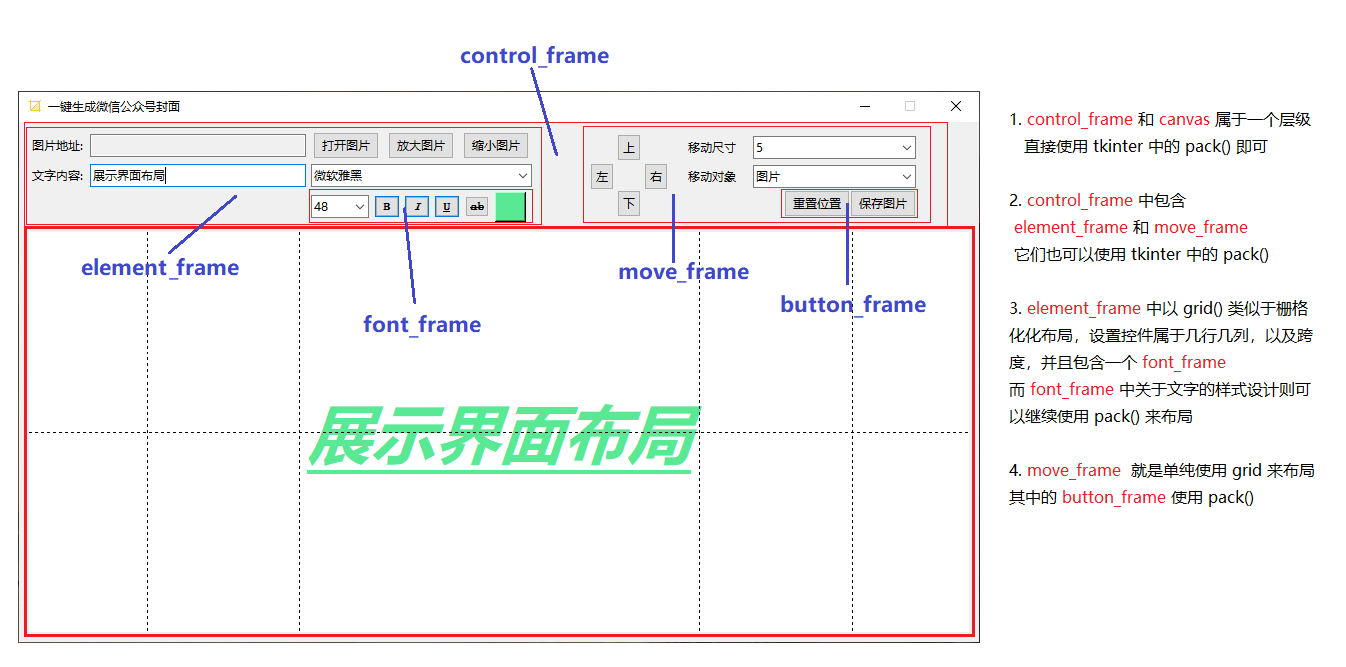 control_frame
一键生成微信公众号封面
图片地址: 打开图片 放大图片 缩小图片
文字内容: 展示界面布局 微软雅黑
48 B I U ab
上
左 右
下
移动尺寸 5
移动对象 图片
重置位置 保存图片
element_frame
font_frame
move_frame
button_frame
展示界面布局
1. control_frame 和 canvas 属于一个层级
直接使用 tkinter 中的 pack() 即可
2. control_frame 中包含
element_frame 和 move_frame
它们也可以使用 tkinter 中的 pack()
3. element_frame 中以 grid() 类似于栅格
化化布局，设置控件属于几行几列，以及跨
度，并且包含一个 font_frame
而 font_frame 中关于文字的样式设计则可
以继续使用 pack() 来布局
4. move_frame 就是单纯使用 grid 来布局
其中的 button_frame 使用 pack()